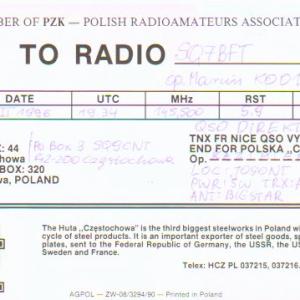 BER OF PZK — POLISH RADIOAMATEURS ASSOCIAT
TO RADIO SQ7BFT
op. Marcin
DATE UTC MHz RST
1996 19.34 145,500 5.9
QSO DIREKT
X: 44 PO BOX 3 SQ9CNT TNX FR NICE QSO VY
ochowa 42-200 Częstochowa END FOR POLSKA „C
Op.
BOX: 320 LOC: JO90NT
wa, POLAND PWR: 5W TRX:
ANT: BIG STAR
The Huta „Częstochowa" is the third biggest steelworks in Poland w
cycle of steel products. It is an important exporter of steel goods, sp
plates, sent to the Federal Republic of Germany, the USSR, the US
Sweden and France.
Telex: HCZ PL 037215, 037216,
AGPOL — ZW-08/3294/90 — Printed in Poland